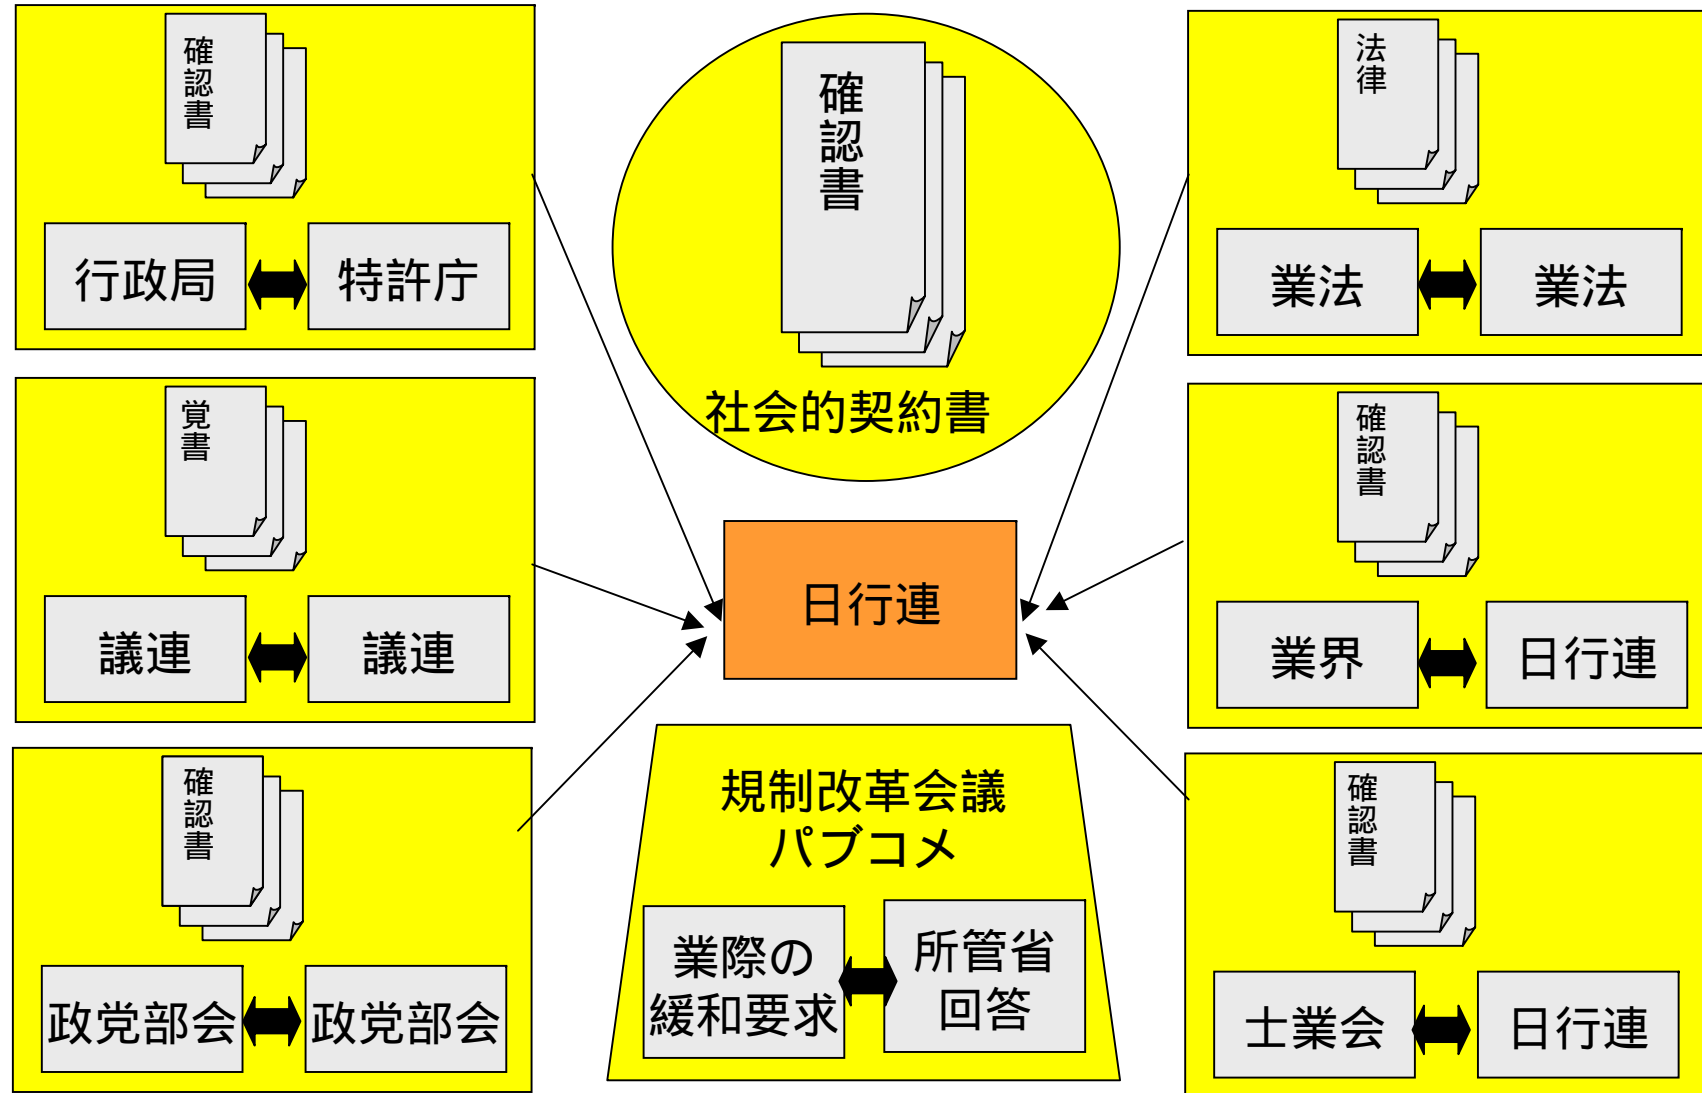 確認書
行政局
特許庁
確認書
社会的契約書
法律
業法
業法
覚書
議連
議連
日行連
確認書
業界
日行連
確認書
政党部会
政党部会
規制改革会議
パブコメ
業際の
緩和要求
所管省
回答
確認書
士業会
日行連